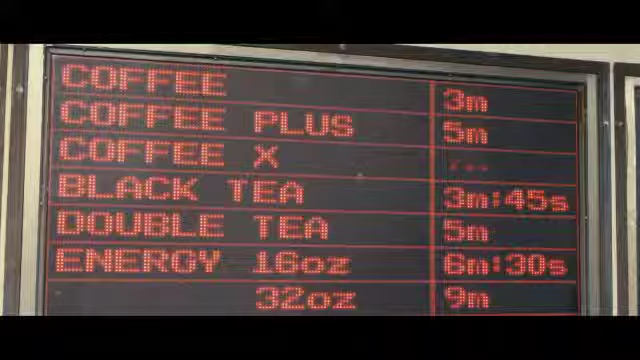 COFFEE 3m
COFFEE PLUS 5m
COFFEE X
BLACK TEA 3m:45s
DOUBLE TEA 5m
ENERGY 16oz 6m:30s
32oz 9m